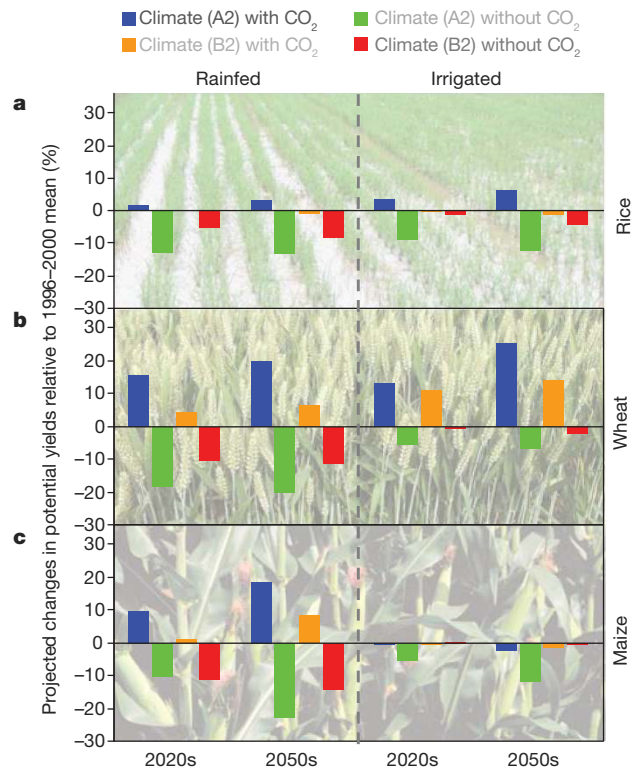 Climate (A2) with CO2 Climate (A2) without CO2
Climate (B2) with CO2 Climate (B2) without CO2
Rainfed Irrigated
a
30
20
10
0
–10
–20
–30
Rice
b
30
20
10
0
–10
–20
–30
Wheat
c
30
20
10
0
–10
–20
–30
Maize
Projected changes in potential yields relative to 1996–2000 mean (%)
2020s 2050s 2020s 2050s